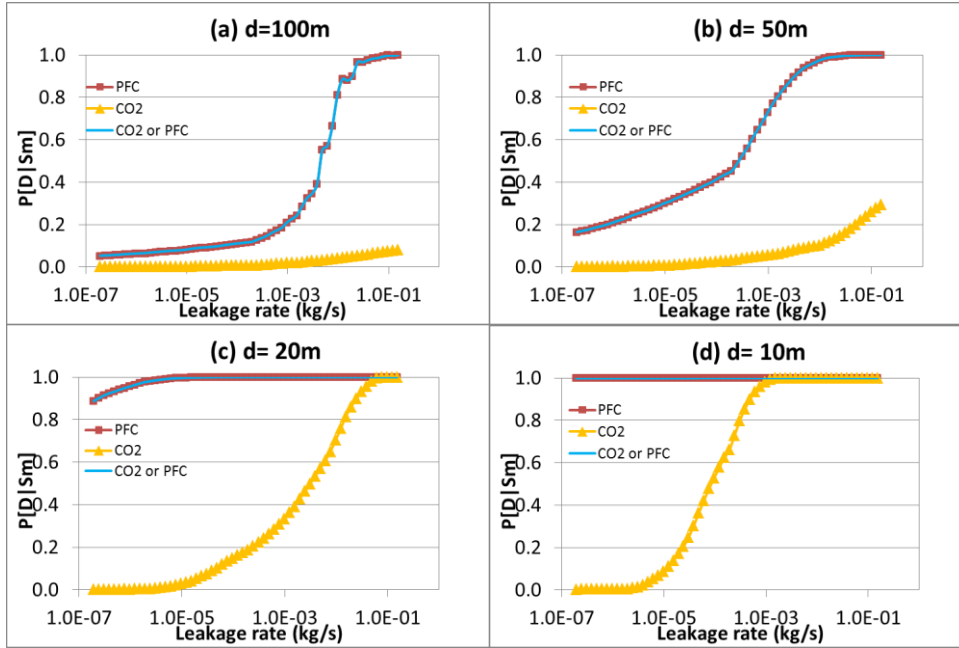 (a) d=100m
1.0
0.8
0.6
0.4
0.2
0.0
P[D|Sm]
PFC
CO2
CO2 or PFC
1.0E-07 1.0E-05 1.0E-03 1.0E-01
Leakage rate (kg/s)
(b) d= 50m
1.0
0.8
0.6
0.4
0.2
0.0
P[D|Sm]
PFC
CO2
CO2 or PFC
1.0E-07 1.0E-05 1.0E-03 1.0E-01
Leakage rate (kg/s)
(c) d= 20m
1.0
0.8
0.6
0.4
0.2
0.0
P[D|Sm]
PFC
CO2
CO2 or PFC
1.0E-07 1.0E-05 1.0E-03 1.0E-01
Leakage rate (kg/s)
(d) d= 10m
1.0
0.8
0.6
0.4
0.2
0.0
P[D|Sm]
PFC
CO2
CO2 or PFC
1.0E-07 1.0E-05 1.0E-03 1.0E-01
Leakage rate (kg/s)